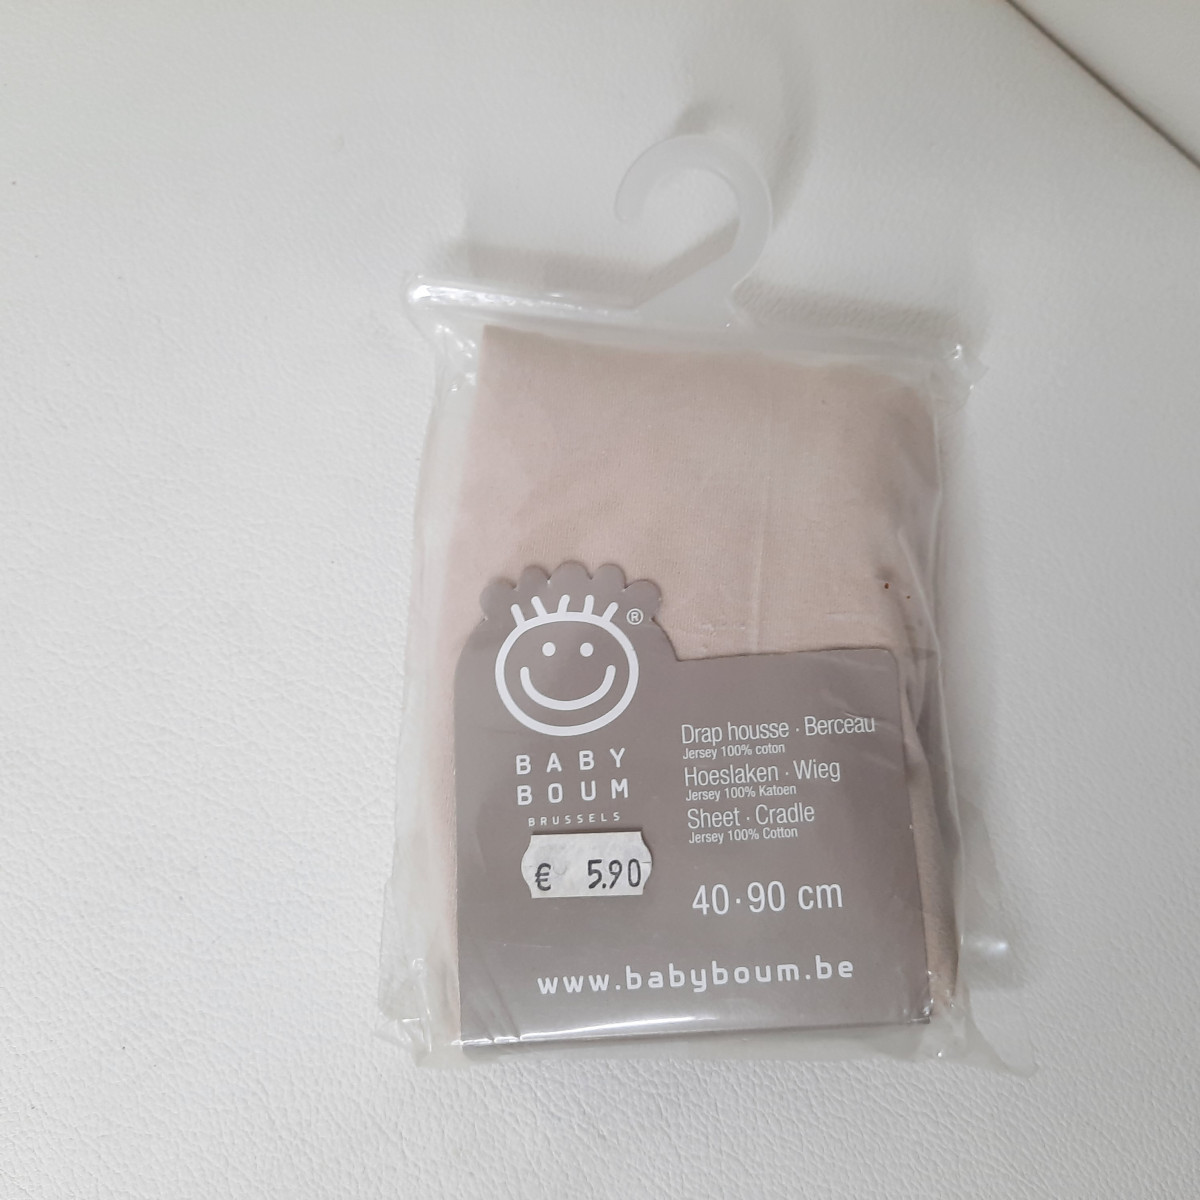 ®
BABY
BOUM
BRUSSELS
€ 5.90
Drap housse · Berceau
Jersey 100% coton
Hoeslaken · Wieg
Jersey 100% Katoen
Sheet · Cradle
Jersey 100% Cotton
40·90 cm
www.babyboum.be